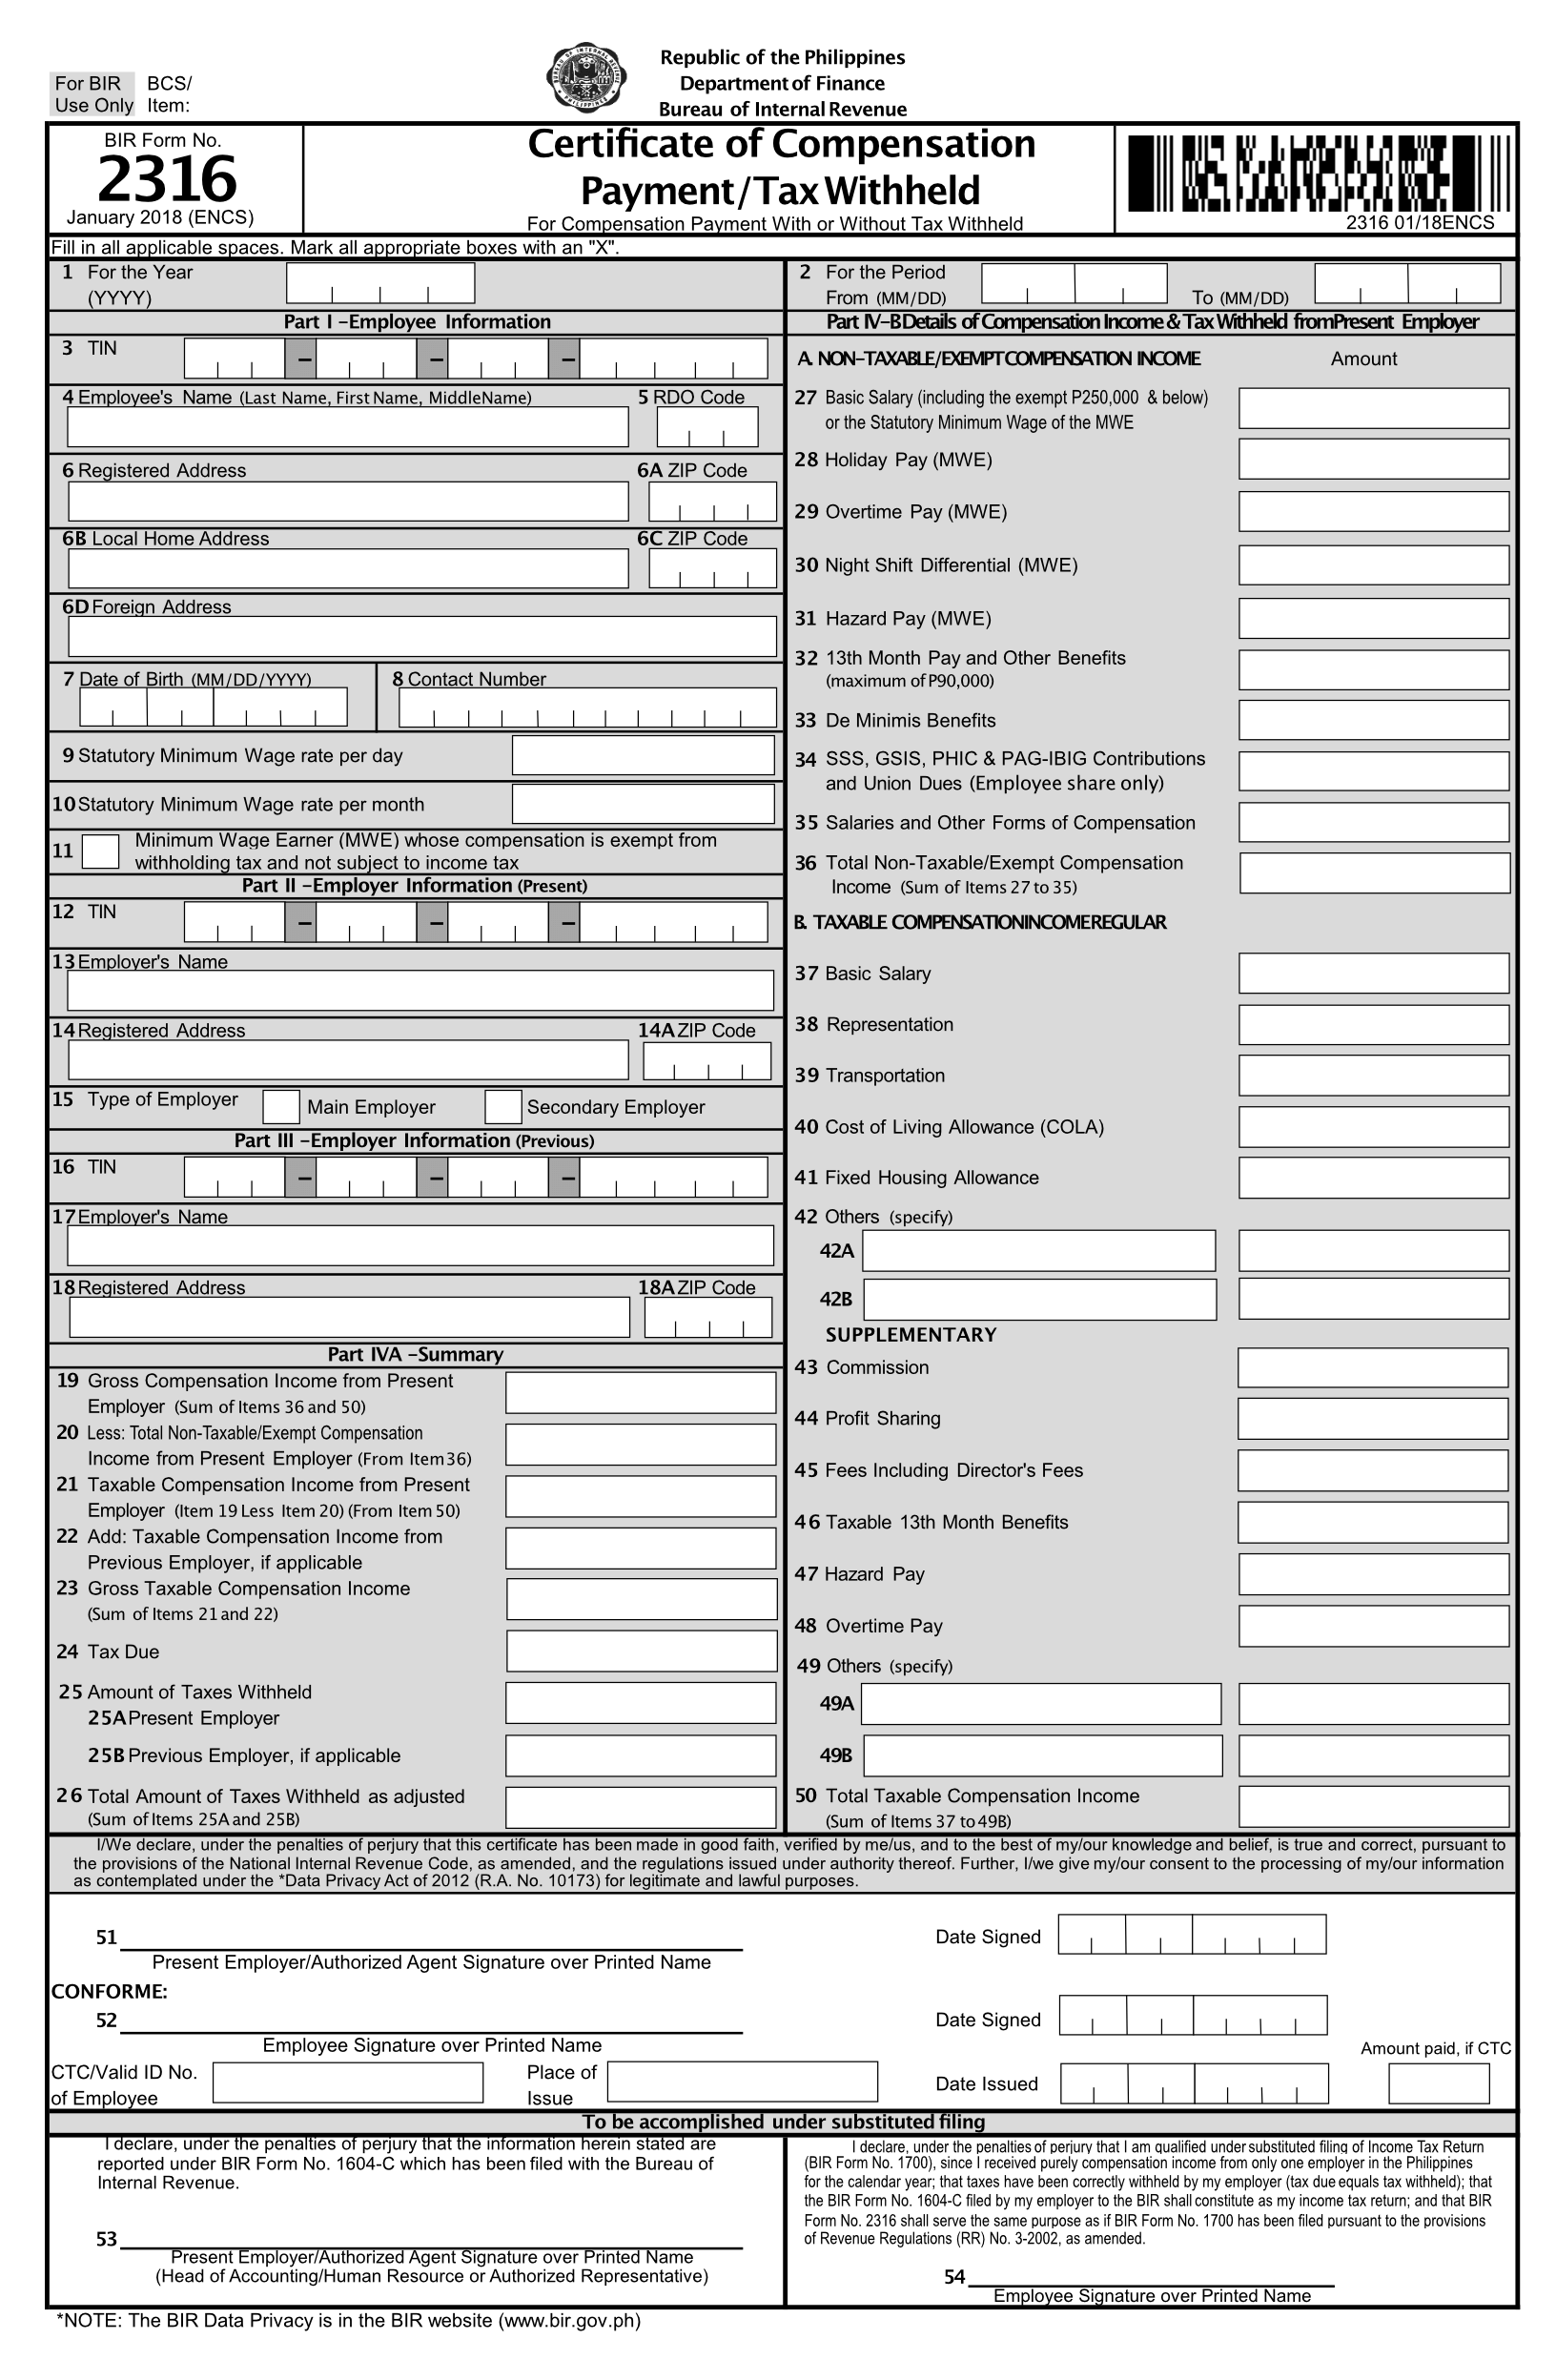 For BIR BCS/
Use Only Item:
Republic of the Philippines
Department of Finance
Bureau of Internal Revenue
BIR Form No.
2316
January 2018 (ENCS)
Certificate of Compensation
Payment/Tax Withheld
For Compensation Payment With or Without Tax Withheld
2316 01/18ENCS
Fill in all applicable spaces. Mark all appropriate boxes with an "X".
1 For the Year
(YYYY)
2 For the Period
From (MM/DD) To (MM/DD)
Part I – Employee Information
3 TIN – – –
4 Employee's Name (Last Name, First Name, Middle Name) 5 RDO Code
6 Registered Address 6A ZIP Code
6B Local Home Address 6C ZIP Code
6D Foreign Address
7 Date of Birth (MM/DD/YYYY) 8 Contact Number
9 Statutory Minimum Wage rate per day
10 Statutory Minimum Wage rate per month
11 Minimum Wage Earner (MWE) whose compensation is exempt from
withholding tax and not subject to income tax
Part II – Employer Information (Present)
12 TIN – – –
13 Employer's Name
14 Registered Address 14A ZIP Code
15 Type of Employer Main Employer Secondary Employer
Part III – Employer Information (Previous)
16 TIN – – –
17 Employer's Name
18 Registered Address 18A ZIP Code
Part IVA – Summary
19 Gross Compensation Income from Present
Employer (Sum of Items 36 and 50)
20 Less: Total Non-Taxable/Exempt Compensation
Income from Present Employer (From Item 36)
21 Taxable Compensation Income from Present
Employer (Item 19 Less Item 20) (From Item 50)
22 Add: Taxable Compensation Income from
Previous Employer, if applicable
23 Gross Taxable Compensation Income
(Sum of Items 21 and 22)
24 Tax Due
25 Amount of Taxes Withheld
25A Present Employer
25B Previous Employer, if applicable
26 Total Amount of Taxes Withheld as adjusted
(Sum of Items 25A and 25B)
Part IV-B Details of Compensation Income & Tax Withheld from Present Employer
A. NON-TAXABLE/EXEMPT COMPENSATION INCOME Amount
27 Basic Salary (including the exempt P250,000 & below)
or the Statutory Minimum Wage of the MWE
28 Holiday Pay (MWE)
29 Overtime Pay (MWE)
30 Night Shift Differential (MWE)
31 Hazard Pay (MWE)
32 13th Month Pay and Other Benefits
(maximum of P90,000)
33 De Minimis Benefits
34 SSS, GSIS, PHIC & PAG-IBIG Contributions
and Union Dues (Employee share only)
35 Salaries and Other Forms of Compensation
36 Total Non-Taxable/Exempt Compensation
Income (Sum of Items 27 to 35)
B. TAXABLE COMPENSATION INCOME REGULAR
37 Basic Salary
38 Representation
39 Transportation
40 Cost of Living Allowance (COLA)
41 Fixed Housing Allowance
42 Others (specify)
42A
42B
SUPPLEMENTARY
43 Commission
44 Profit Sharing
45 Fees Including Director's Fees
46 Taxable 13th Month Benefits
47 Hazard Pay
48 Overtime Pay
49 Others (specify)
49A
49B
50 Total Taxable Compensation Income
(Sum of Items 37 to 49B)
I/We declare, under the penalties of perjury that this certificate has been made in good faith, verified by me/us, and to the best of my/our knowledge and belief, is true and correct, pursuant to
the provisions of the National Internal Revenue Code, as amended, and the regulations issued under authority thereof. Further, I/we give my/our consent to the processing of my/our information
as contemplated under the *Data Privacy Act of 2012 (R.A. No. 10173) for legitimate and lawful purposes.
51 Date Signed
Present Employer/Authorized Agent Signature over Printed Name
CONFORME:
52 Date Signed
Employee Signature over Printed Name Amount paid, if CTC
CTC/Valid ID No. Place of
of Employee Issue Date Issued
To be accomplished under substituted filing
I declare, under the penalties of perjury that the information herein stated are
reported under BIR Form No. 1604-C which has been filed with the Bureau of
Internal Revenue.
53
Present Employer/Authorized Agent Signature over Printed Name
(Head of Accounting/Human Resource or Authorized Representative)
I declare, under the penalties of perjury that I am qualified under substituted filing of Income Tax Return
(BIR Form No. 1700), since I received purely compensation income from only one employer in the Philippines
for the calendar year; that taxes have been correctly withheld by my employer (tax due equals tax withheld); that
the BIR Form No. 1604-C filed by my employer to the BIR shall constitute as my income tax return; and that BIR
Form No. 2316 shall serve the same purpose as if BIR Form No. 1700 has been filed pursuant to the provisions
of Revenue Regulations (RR) No. 3-2002, as amended.
54
Employee Signature over Printed Name
*NOTE: The BIR Data Privacy is in the BIR website (www.bir.gov.ph)